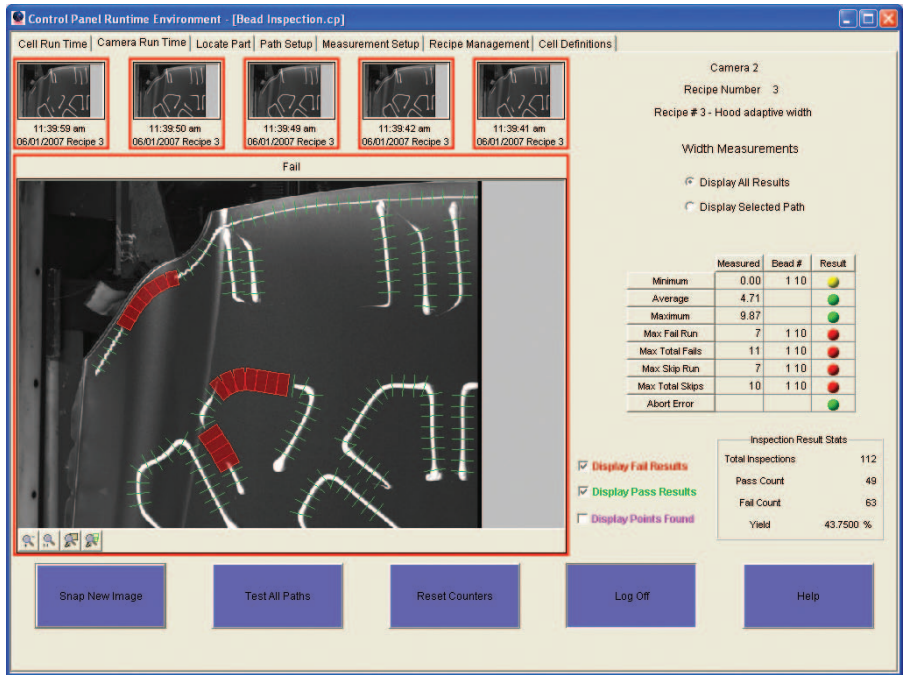 Control Panel Runtime Environment - [Bead Inspection.cp]
Cell Run Time Camera Run Time Locate Part Path Setup Measurement Setup Recipe Management Cell Definitions
11:39:59 am 11:39:50 am 11:39:49 am 11:39:42 am 11:39:41 am
06/01/2007 Recipe 3 06/01/2007 Recipe 3 06/01/2007 Recipe 3 06/01/2007 Recipe 3 06/01/2007 Recipe 3
Fail
Camera 2
Recipe Number 3
Recipe # 3 - Hood adaptive width
Width Measurements
Display All Results
Display Selected Path
Measured Bead # Result
Minimum 0.00 1 10
Average 4.71
Maximum 9.87
Max Fail Run 7 1 10
Max Total Fails 11 1 10
Max Skip Run 7 1 10
Max Total Skips 10 1 10
Abort Error
Display Fail Results
Display Pass Results
Display Points Found
Inspection Result Stats
Total Inspections 112
Pass Count 49
Fail Count 63
Yield 43.7500 %
Snap New Image Test All Paths Reset Counters Log Off Help